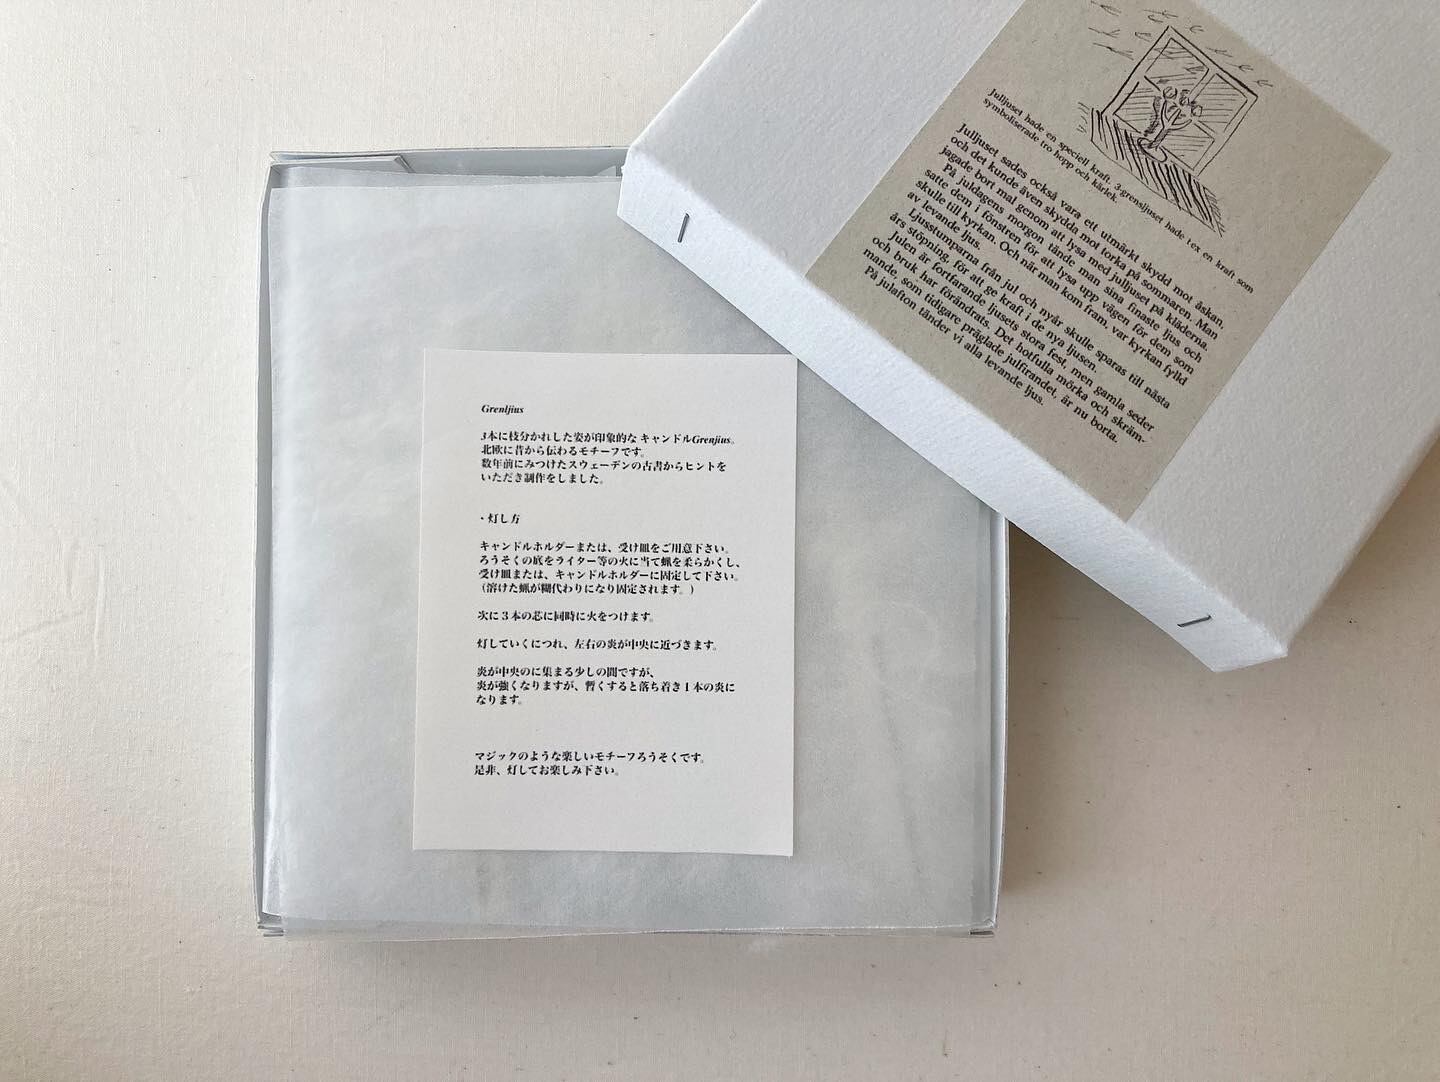 Grenljius
3本に枝分かれした姿が印象的な キャンドルGrenjius。
北欧に昔から伝わるモチーフです。
数年前にみつけたスウェーデンの古書からヒントを
いただき制作をしました。
・灯し方
キャンドルホルダーまたは、受け皿をご用意下さい。
ろうそくの底をライター等の火に当て蝋を柔らかくし、
受け皿または、キャンドルホルダーに固定して下さい。
(溶けた蝋が糊代わりになり固定されます。)
次に3本の芯に同時に火をつけます。
灯していくにつれ、左右の炎が中央に近づきます。
炎が中央のに集まる少しの間ですが、
炎が強くなりますが、暫くすると落ち着き1本の炎に
なります。
マジックのような楽しいモチーフろうそくです。
是非、灯してお楽しみ下さい。
Julljuset hade en speciell kraft. 3-grensljuset hade t ex en kraft som
symboliserade tro hopp och kärlek.
Julljuset sades också vara ett utmärkt skydd mot åskan,
och det kunde även skydda mot torka på sommaren. Man
jagade bort mal genom att lysa med julljuset på kläderna.
På juldagens morgon tände man sina finaste ljus och
satte dem i fönstren för att lysa upp vägen för dem som
skulle till kyrkan. Och när man kom fram, var kyrkan fylld
av levande ljus.
Ljusstumparna från jul och nyår skulle sparas till nästa
års stöpning, för att ge kraft i de nya ljusen.
Julen är fortfarande ljusets stora fest, men gamla seder
och bruk har förändrats. Det hotfulla mörka och skräm-
mande, som tidigare präglade julfirandet, är nu borta.
På julafton tänder vi alla levande ljus.